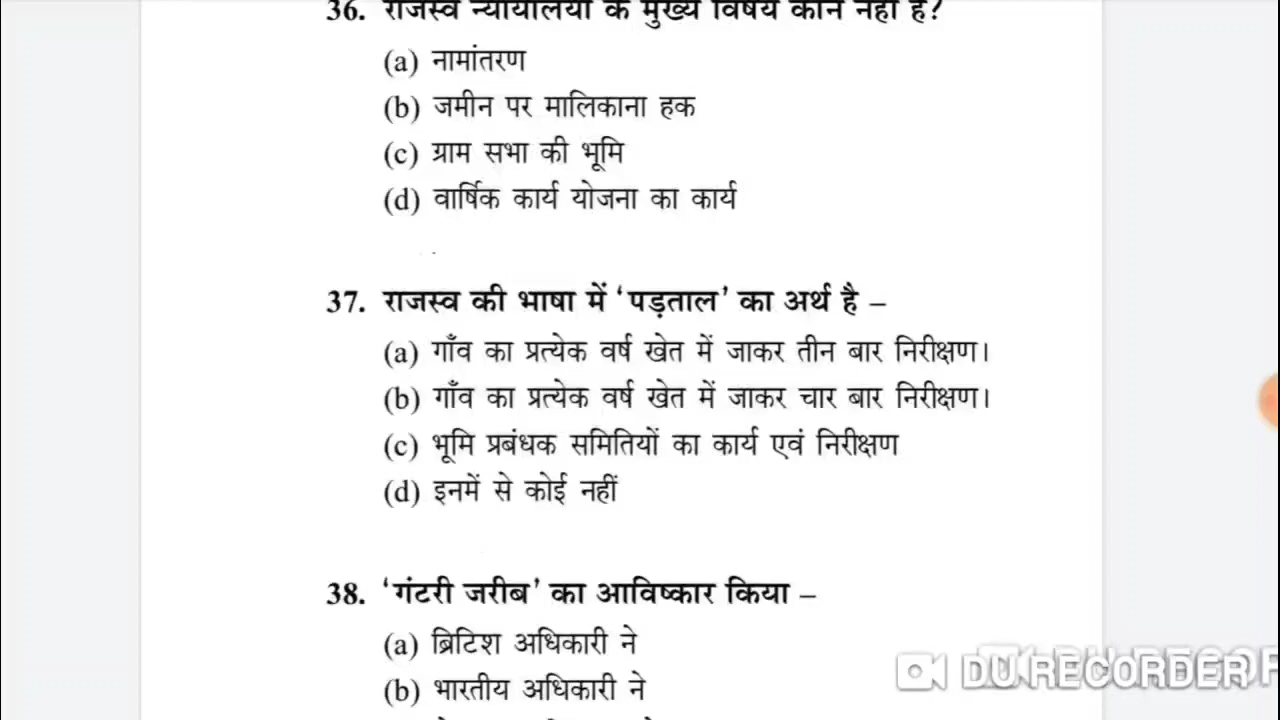 36. राजस्व न्यायालयों के मुख्य विषय कौन नहीं है?
(a) नामांतरण
(b) जमीन पर मालिकाना हक
(c) ग्राम सभा की भूमि
(d) वार्षिक कार्य योजना का कार्य
37. राजस्व की भाषा में ‘पड़ताल’ का अर्थ है –
(a) गाँव का प्रत्येक वर्ष खेत में जाकर तीन बार निरीक्षण।
(b) गाँव का प्रत्येक वर्ष खेत में जाकर चार बार निरीक्षण।
(c) भूमि प्रबंधक समितियों का कार्य एवं निरीक्षण
(d) इनमें से कोई नहीं
38. ‘गंटरी जरीब’ का आविष्कार किया –
(a) ब्रिटिश अधिकारी ने
(b) भारतीय अधिकारी ने
DU RECORDER